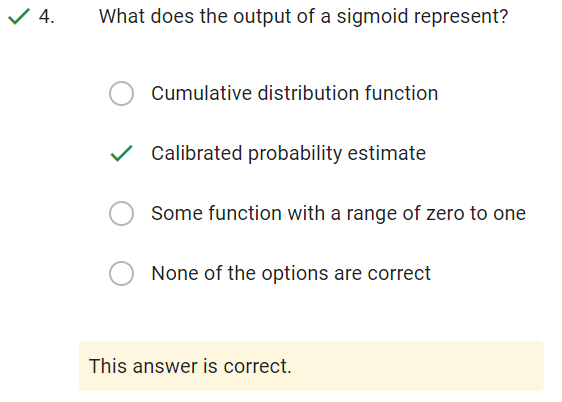 4. What does the output of a sigmoid represent?
Cumulative distribution function
Calibrated probability estimate
Some function with a range of zero to one
None of the options are correct
This answer is correct.